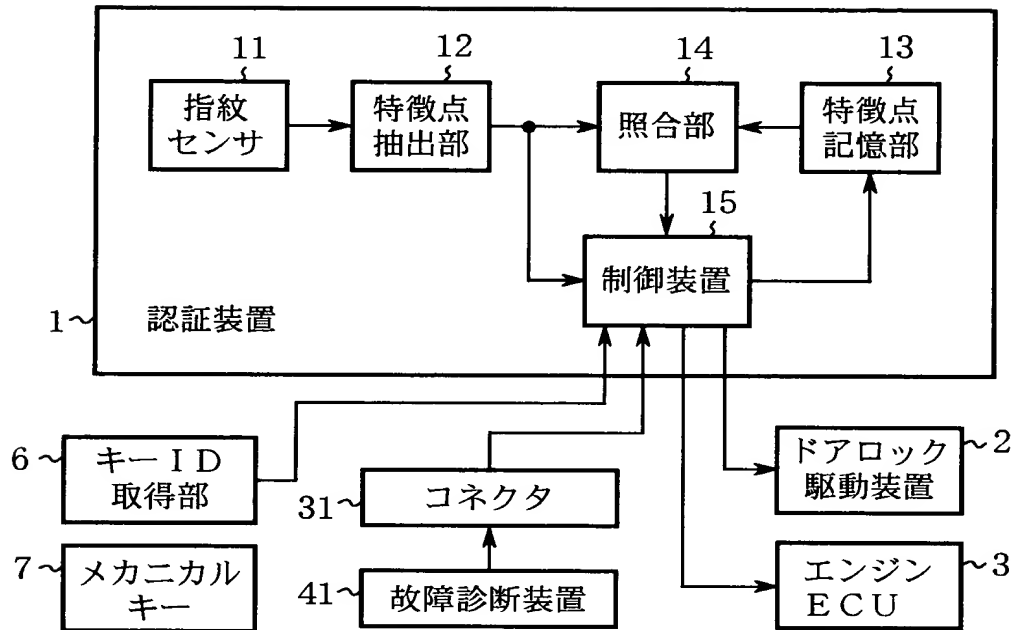 11
指紋
センサ
12
特徴点
抽出部
14
照合部
13
特徴点
記憶部
15
制御装置
1
認証装置
6
キーID
取得部
31
コネクタ
2
ドアロック
駆動装置
7
メカニカル
キー
41
故障診断装置
3
エンジン
ECU